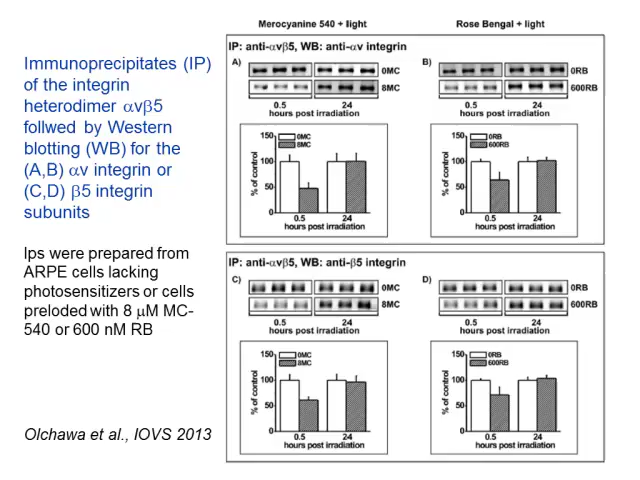 Immunoprecipitates (IP)
of the integrin
heterodimer αvβ5
follwed by Western
blotting (WB) for the
(A,B) αv integrin or
(C,D) β5 integrin
subunits
Ips were prepared from
ARPE cells lacking
photosensitizers or cells
preloded with 8 μM MC-
540 or 600 nM RB
Olchawa et al., IOVS 2013
Merocyanine 540 + light
Rose Bengal + light
IP: anti-αvβ5, WB: anti-αv integrin
A)
0MC
8MC
0.5
24
hours post irradiation
% of control
150
100
50
0
0MC
8MC
0.5
24
hours post irradiation
B)
0RB
600RB
0.5
24
hours post irradiation
% of control
150
100
50
0
0RB
600RB
0.5
24
hours post irradiation
IP: anti-αvβ5, WB: anti-β5 integrin
C)
0MC
8MC
0.5
24
hours post irradiation
% of control
150
100
50
0
0MC
8MC
0.5
24
hours post irradiation
D)
0RB
600RB
0.5
24
hours post irradiation
% of control
150
100
50
0
0RB
600RB
0.5
24
hours post irradiation